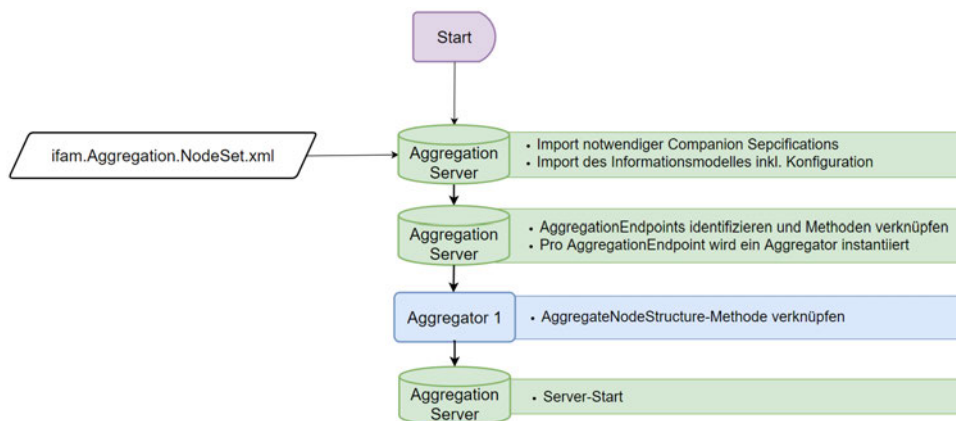 Start
ifam.Aggregation.NodeSet.xml
Aggregation
Server
• Import notwendiger Companion Sepcifications
• Import des Informationsmodelles inkl. Konfiguration
Aggregation
Server
• AggregationEndpoints identifizieren und Methoden verknüpfen
• Pro AggregationEndpoint wird ein Aggregator instantiiert
Aggregator 1
• AggregateNodeStructure-Methode verknüpfen
Aggregation
Server
• Server-Start